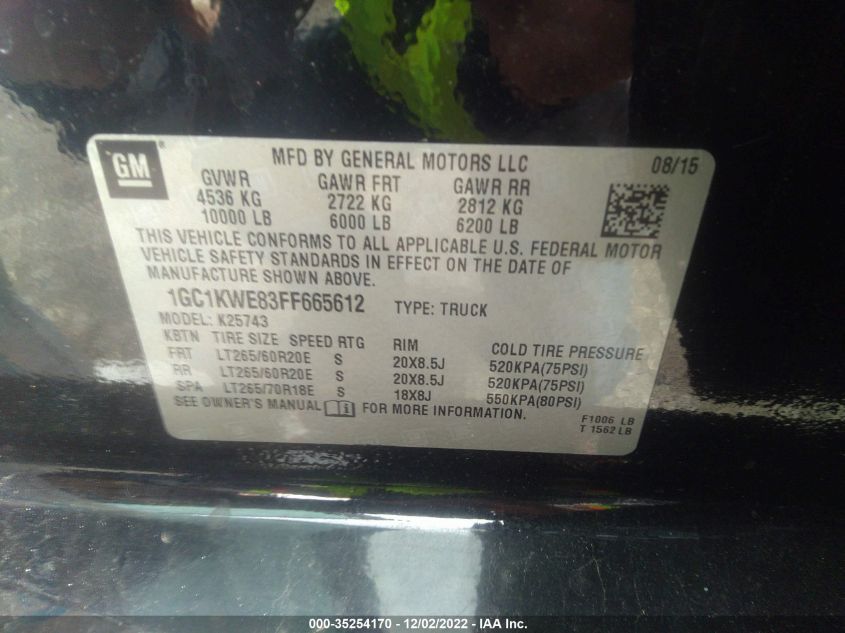 GM ® MFD BY GENERAL MOTORS LLC 08/15
GVWR GAWR FRT GAWR RR
4536 KG 2722 KG 2812 KG
10000 LB 6000 LB 6200 LB
THIS VEHICLE CONFORMS TO ALL APPLICABLE U.S. FEDERAL MOTOR
VEHICLE SAFETY STANDARDS IN EFFECT ON THE DATE OF
MANUFACTURE SHOWN ABOVE.
1GC1KWE83FF665612 TYPE: TRUCK
MODEL: K25743
KBTN TIRE SIZE SPEED RTG RIM COLD TIRE PRESSURE
FRT LT265/60R20E S 20X8.5J 520KPA(75PSI)
RR LT265/60R20E S 20X8.5J 520KPA(75PSI)
SPA LT265/70R18E S 18X8J 550KPA(80PSI)
SEE OWNER'S MANUAL FOR MORE INFORMATION.
F1006 LB
T 1562 LB
000-35254170 - 12/02/2022 - IAA Inc.